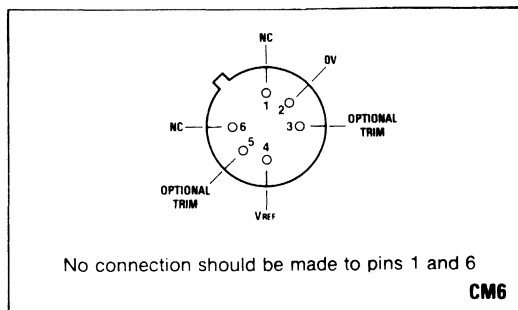 NC
0V
1
2
NC
6
3
OPTIONAL
TRIM
5
4
OPTIONAL
TRIM
VREF
No connection should be made to pins 1 and 6
CM6